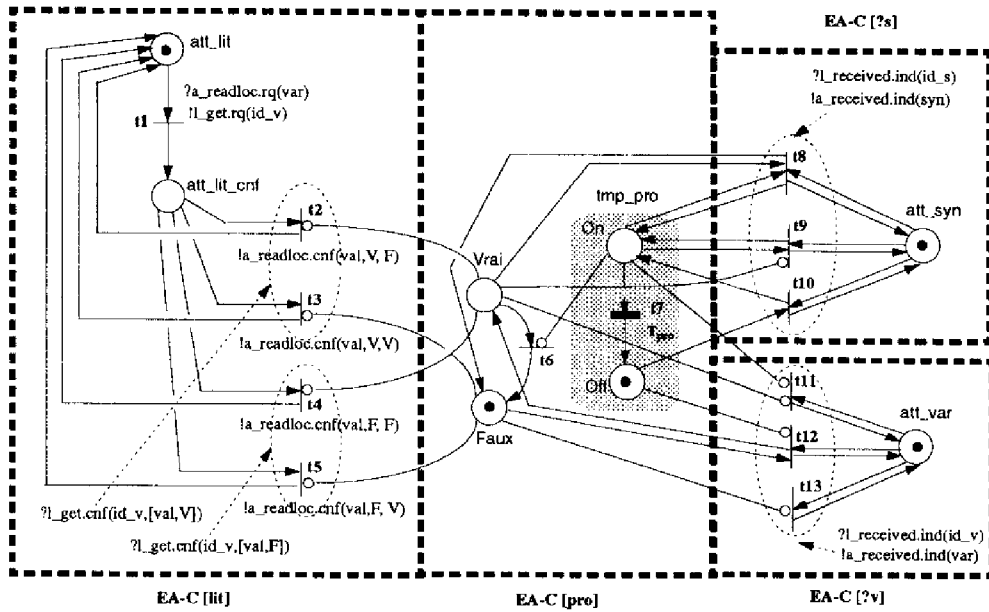 EA-C [?s]
att_lit
?a_readloc.rq(var)
!l_get.rq(id_v)
t1
att_lit_cnf
t2
!a_readloc.cnf(val,V, F)
t3
!a_readloc.cnf(val,V,V)
t4
!a_readloc.cnf(val,F, F)
t5
!a_readloc.cnf(val,F, V)
?l_get.cnf(id_v,[val,V])
?l_get.cnf(id_v,[val,F])
EA-C [lit]
Vrai
t6
Faux
tmp_pro
On
t7
Tpro
Off
EA-C [pro]
?l_received.ind(id_s)
!a_received.ind(syn)
t8
t9
t10
att_syn
t11
t12
t13
att_var
?l_received.ind(id_v)
!a_received.ind(var)
EA-C [?v]